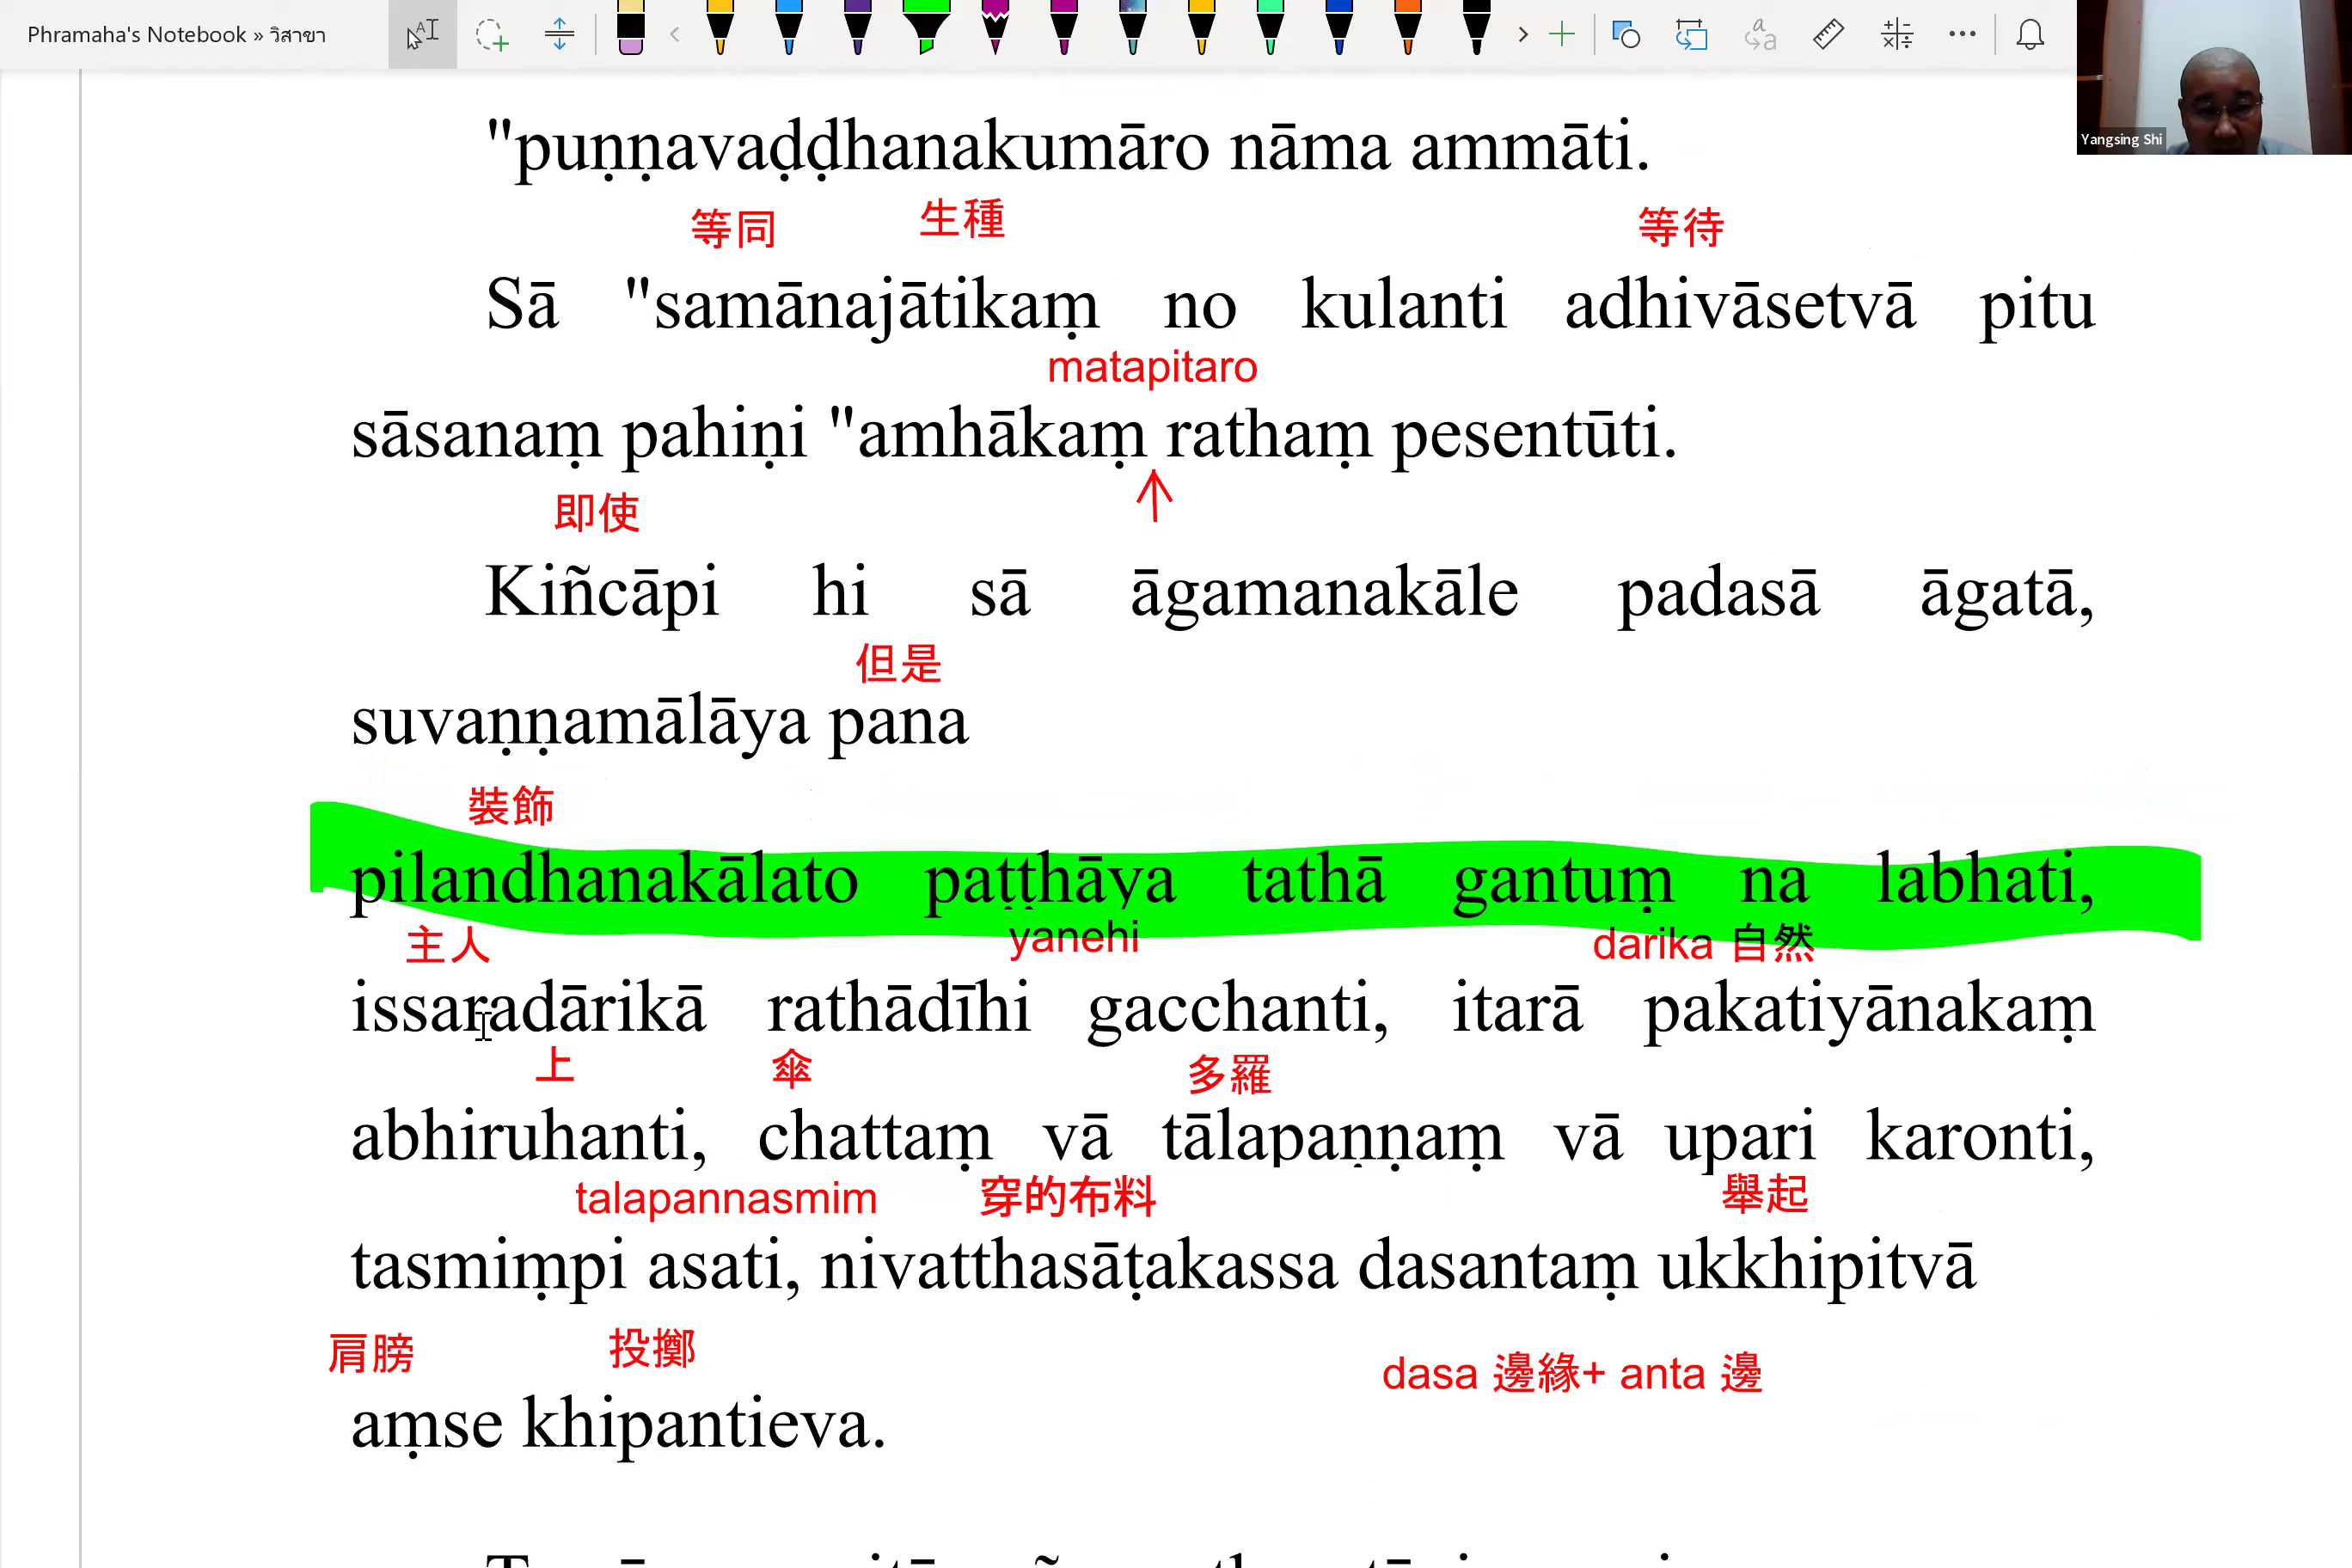 Phramaha's Notebook » วิสาขา
Yangsing Shi
"puṇṇavaḍḍhanakumāro nāma ammāti.
等同 生種 等待
Sā "samānajātikaṃ no kulanti adhivāsetvā pitu
matapitaro
sāsanaṃ pahiṇi "amhākaṃ rathaṃ pesentūti.
即使
Kiñcāpi hi sā āgamanakāle padasā āgatā,
但是
suvaṇṇamālāya pana
裝飾
pilandhanakālato paṭṭhāya tathā gantuṃ na labhati,
主人 yanehi darika 自然
issaradārikā rathādīhi gacchanti, itarā pakatiyānakaṃ
上 傘 多羅
abhiruhanti, chattaṃ vā tālapaṇṇaṃ vā upari karonti,
talapannasmim 穿的布料 舉起
tasmiṃpi asati, nivatthasāṭakassa dasantaṃ ukkhipitvā
肩膀 投擲 dasa 邊緣+ anta 邊
aṃse khipantieva.